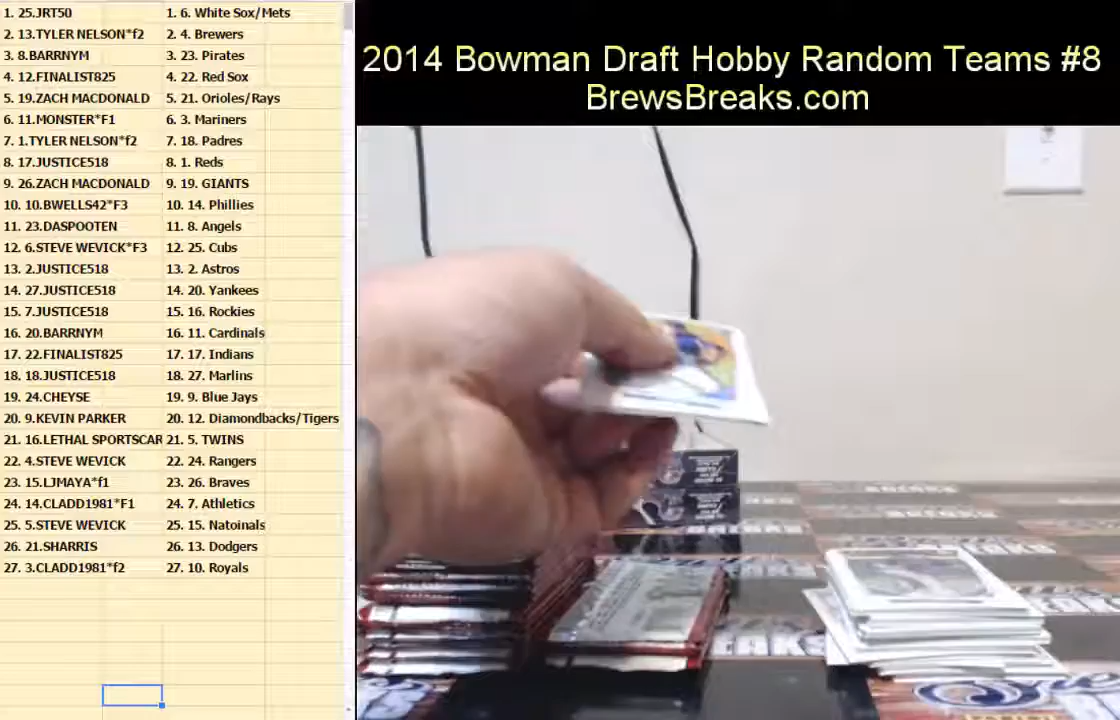 1. 25.JRT50 1. 6. White Sox/Mets
2. 13.TYLER NELSON*f2 2. 4. Brewers
3. 8.BARRNYM 3. 23. Pirates
4. 12.FINALIST825 4. 22. Red Sox
5. 19.ZACH MACDONALD 5. 21. Orioles/Rays
6. 11.MONSTER*F1 6. 3. Mariners
7. 1.TYLER NELSON*f2 7. 18. Padres
8. 17.JUSTICE518 8. 1. Reds
9. 26.ZACH MACDONALD 9. 19. GIANTS
10. 10.BWELLS42*F3 10. 14. Phillies
11. 23.DASPOOTEN 11. 8. Angels
12. 6.STEVE WEVICK*F3 12. 25. Cubs
13. 2.JUSTICE518 13. 2. Astros
14. 27.JUSTICE518 14. 20. Yankees
15. 7.JUSTICE518 15. 16. Rockies
16. 20.BARRNYM 16. 11. Cardinals
17. 22.FINALIST825 17. 17. Indians
18. 18.JUSTICE518 18. 27. Marlins
19. 24.CHEYSE 19. 9. Blue Jays
20. 9.KEVIN PARKER 20. 12. Diamondbacks/Tigers
21. 16.LETHAL SPORTSCAR 21. 5. TWINS
22. 4.STEVE WEVICK 22. 24. Rangers
23. 15.LJMAYA*f1 23. 26. Braves
24. 14.CLADD1981*F1 24. 7. Athletics
25. 5.STEVE WEVICK 25. 15. Natoinals
26. 21.SHARRIS 26. 13. Dodgers
27. 3.CLADD1981*f2 27. 10. Royals
2014 Bowman Draft Hobby Random Teams #8
BrewsBreaks.com